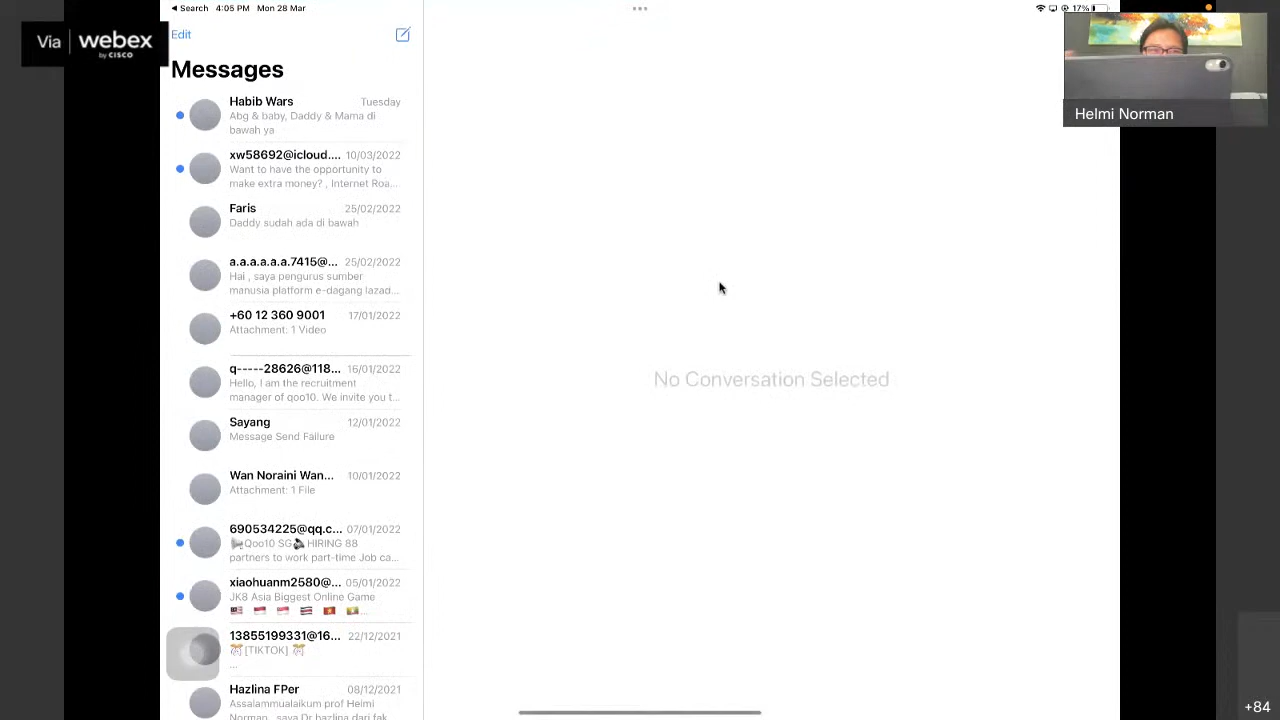 Search 4:05 PM Mon 28 Mar
17%
Via webex
by CISCO
Edit
Messages
Habib Wars Tuesday
Abg & baby, Daddy & Mama di
bawah ya
xw58692@icloud.... 10/03/2022
Want to have the opportunity to
make extra money? , Internet Roa...
Faris 25/02/2022
Daddy sudah ada di bawah
a.a.a.a.a.a.7415@... 25/02/2022
Hai , saya pengurus sumber
manusia platform e-dagang lazad...
+60 12 360 9001 17/01/2022
Attachment: 1 Video
q-----28626@118... 16/01/2022
Hello, I am the recruitment
manager of qoo10. We invite you t...
Sayang 12/01/2022
Message Send Failure
Wan Noraini Wan... 10/01/2022
Attachment: 1 File
690534225@qq.c... 07/01/2022
Qoo10 SG HIRING 88
partners to work part-time Job ca...
xiaohuanm2580@... 05/01/2022
JK8 Asia Biggest Online Game
...
13855199331@16... 22/12/2021
[TIKTOK]
...
Hazlina FPer 08/12/2021
Assalammualaikum prof Helmi
Norman, saya Dr hazlina dari fak
No Conversation Selected
Helmi Norman
+84